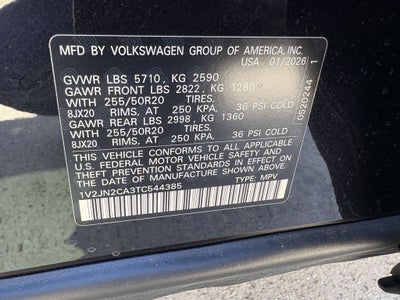 MFD BY VOLKSWAGEN GROUP OF AMERICA, INC.
USA 01/2026
GVWR LBS 5710, KG 2590
GAWR FRONT LBS 2822, KG 1280
WITH 255/50R20 TIRES,
8JX20 RIMS, AT 250 KPA. 36 PSI COLD
GAWR REAR LBS 2998, KG 1360
WITH 255/50R20 TIRES,
8JX20 RIMS, AT 250 KPA. 36 PSI COLD
THIS VEHICLE CONFORMS TO ALL APPLICABLE
FEDERAL MOTOR VEHICLE SAFETY, BUMPER AND
THEFT PREVENTION STANDARDS IN EFFECT ON THE
DATE OF MANUFACTURE SHOWN ABOVE.
1V2JN2CA3TC544385 TYPE: MPV
0520244 1